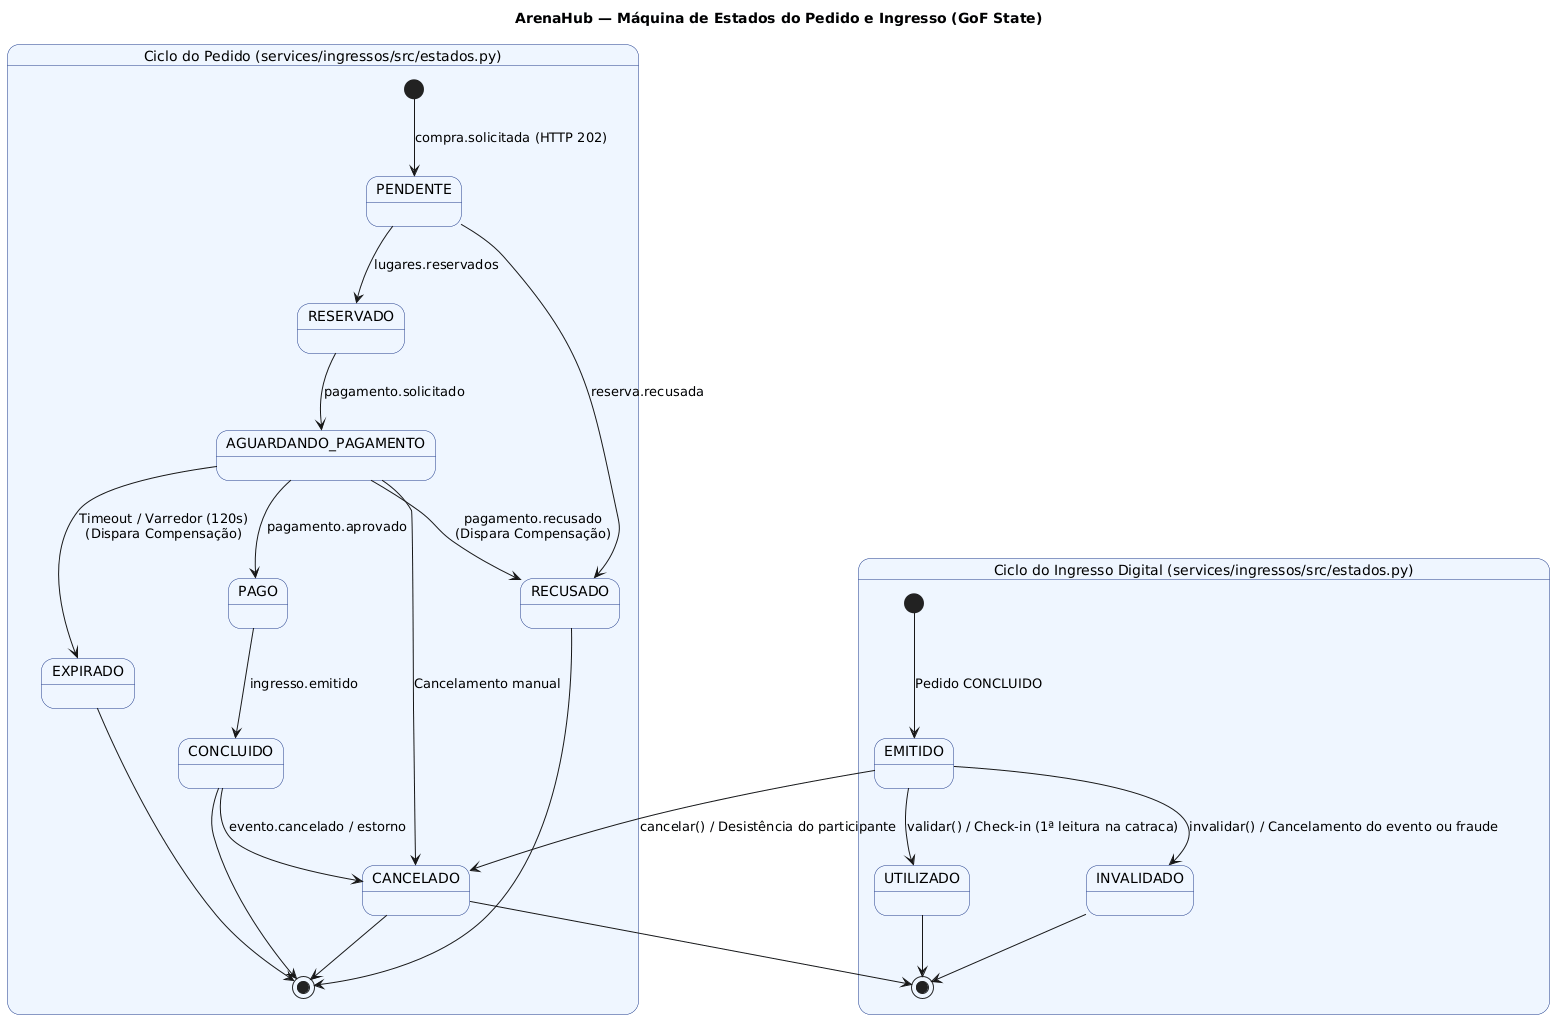 ArenaHub — Máquina de Estados do Pedido e Ingresso (GoF State)
Ciclo do Pedido (services/ingressos/src/estados.py)
compra.solicitada (HTTP 202)
PENDENTE
lugares.reservados
RESERVADO
pagamento.solicitado
reserva.recusada
AGUARDANDO_PAGAMENTO
Timeout / Varredor (120s)
(Dispara Compensação)
pagamento.aprovado
pagamento.recusado
(Dispara Compensação)
PAGO
RECUSADO
EXPIRADO
ingresso.emitido
Cancelamento manual
CONCLUIDO
evento.cancelado / estorno
CANCELADO
Ciclo do Ingresso Digital (services/ingressos/src/estados.py)
Pedido CONCLUIDO
EMITIDO
cancelar() / Desistência do participante
validar() / Check-in (1ª leitura na catraca)
invalidar() / Cancelamento do evento ou fraude
UTILIZADO
INVALIDADO